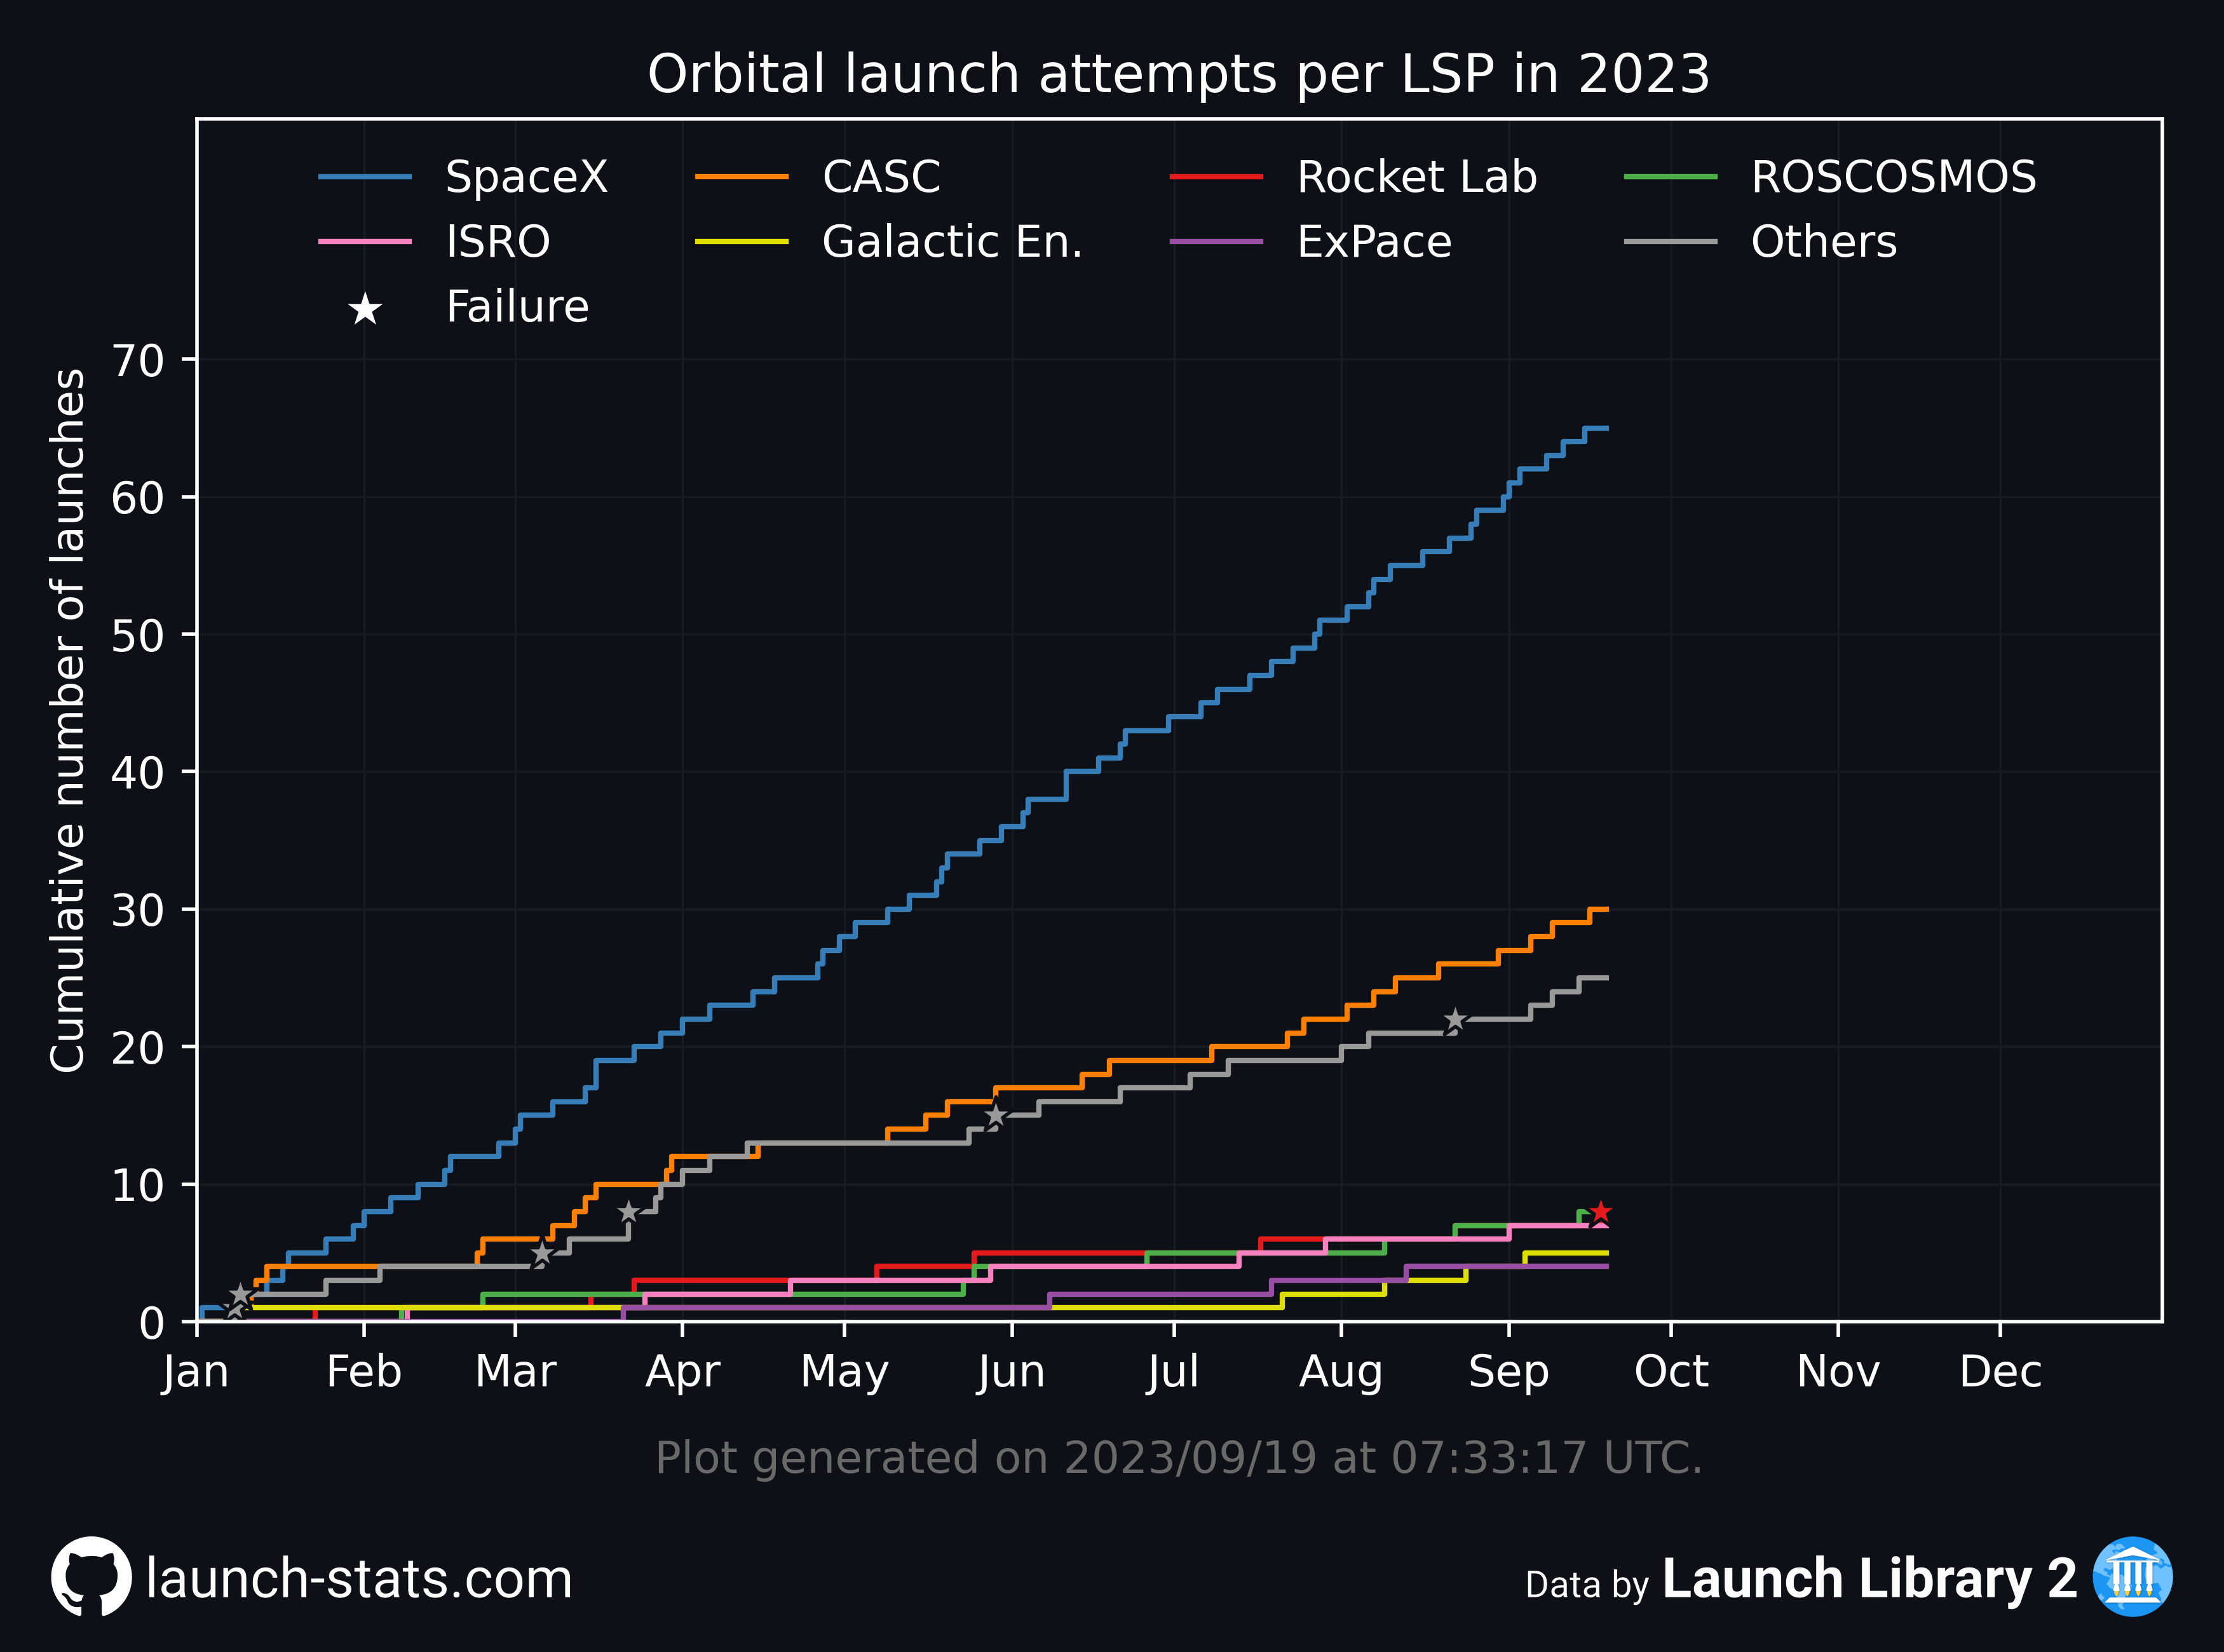 Orbital launch attempts per LSP in 2023
SpaceX CASC Rocket Lab ROSCOSMOS
ISRO Galactic En. ExPace Others
Failure
Cumulative number of launches
70
60
50
40
30
20
10
0
Jan Feb Mar Apr May Jun Jul Aug Sep Oct Nov Dec
Plot generated on 2023/09/19 at 07:33:17 UTC.
launch-stats.com Data by Launch Library 2